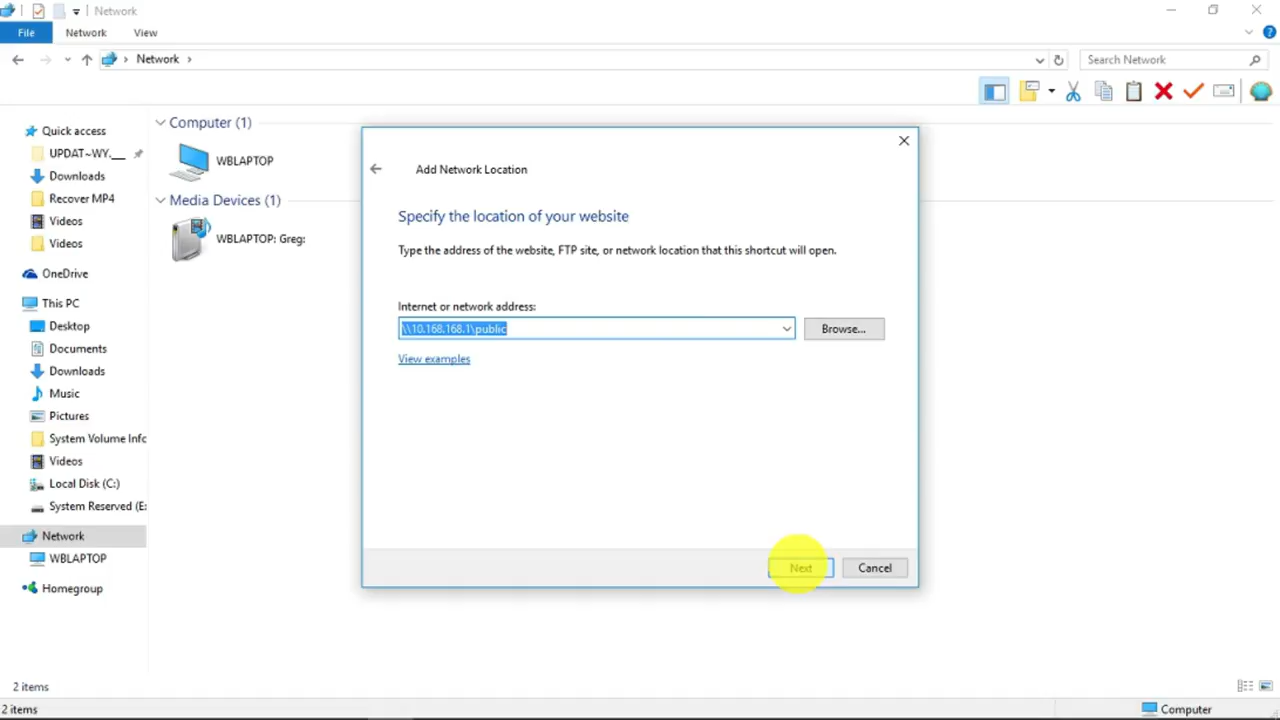 Network
File
Network
View
Network
Search Network
Quick access
UPDAT~WY.__
Downloads
Recover MP4
Videos
Videos
OneDrive
This PC
Desktop
Documents
Downloads
Music
Pictures
System Volume Info
Videos
Local Disk (C:)
System Reserved (E:
Network
WBLAPTOP
Homegroup
Computer (1)
WBLAPTOP
Media Devices (1)
WBLAPTOP: Greg:
Add Network Location
Specify the location of your website
Type the address of the website, FTP site, or network location that this shortcut will open.
Internet or network address:
\\10.168.168.1\public
Browse...
View examples
Next
Cancel
2 items
2 items
Computer